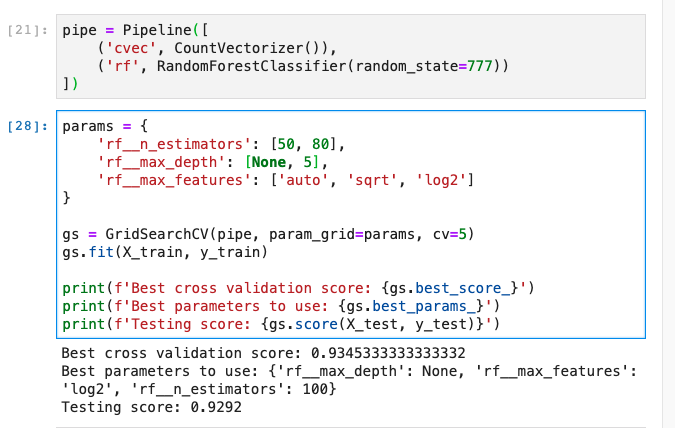 [21]: pipe = Pipeline([
    ('cvec', CountVectorizer()),
    ('rf', RandomForestClassifier(random_state=777))
])
[28]: params = {
    'rf__n_estimators': [50, 80],
    'rf__max_depth': [None, 5],
    'rf__max_features': ['auto', 'sqrt', 'log2']
}
gs = GridSearchCV(pipe, param_grid=params, cv=5)
gs.fit(X_train, y_train)
print(f'Best cross validation score: {gs.best_score_}')
print(f'Best parameters to use: {gs.best_params_}')
print(f'Testing score: {gs.score(X_test, y_test)}')
Best cross validation score: 0.9345333333333332
Best parameters to use: {'rf__max_depth': None, 'rf__max_features':
'log2', 'rf__n_estimators': 100}
Testing score: 0.9292